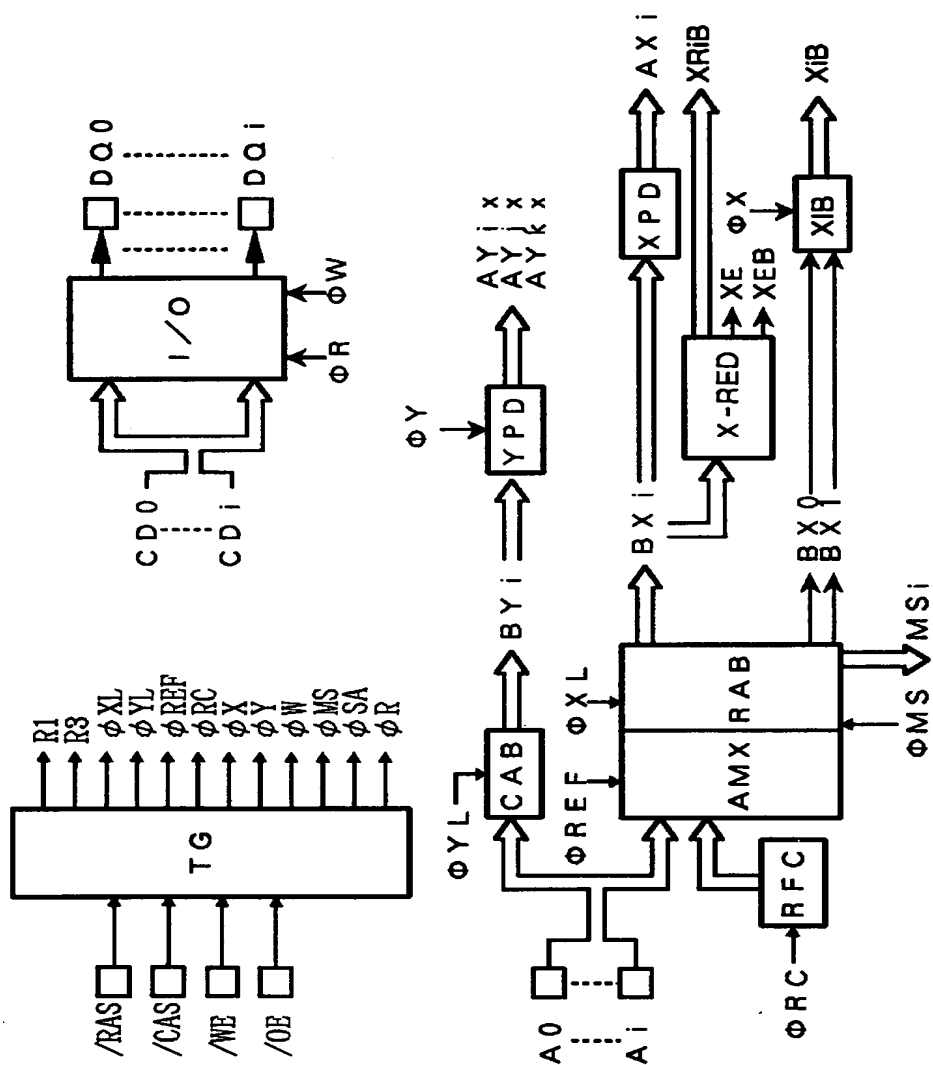 /RAS
/CAS
/WE
/OE
TG
R1
R3
φXL
φYL
φREF
φRC
φX
φY
φW
φMS
φSA
φR
CD0
CDi
I/O
ΦR
ΦW
DQ0
DQi
A0
Ai
ΦYL
CAB
BYi
ΦY
YPD
AYix
AYjx
AYkx
ΦREF
ΦXL
AMX
RAB
ΦRC
RFC
ΦMS
MSi
BXi
XPD
AXi
X-RED
XRiB
XE
XEB
BX0
BX1
ΦX
XIB
XiB